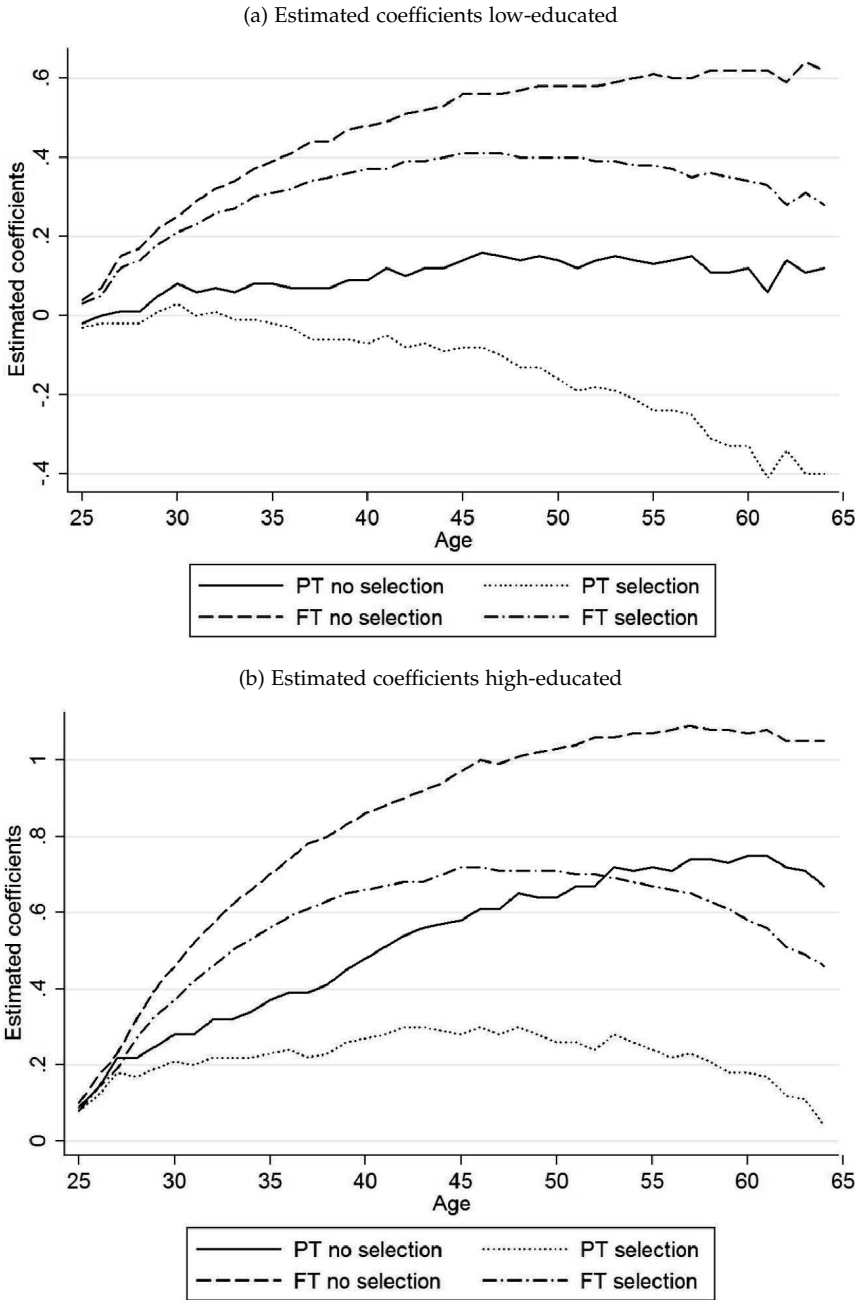 (a) Estimated coefficients low-educated
Estimated coefficients
.6
.4
.2
0
-.2
-.4
25 30 35 40 45 50 55 60 65
Age
PT no selection PT selection
FT no selection FT selection
(b) Estimated coefficients high-educated
Estimated coefficients
1
.8
.6
.4
.2
0
25 30 35 40 45 50 55 60 65
Age
PT no selection PT selection
FT no selection FT selection